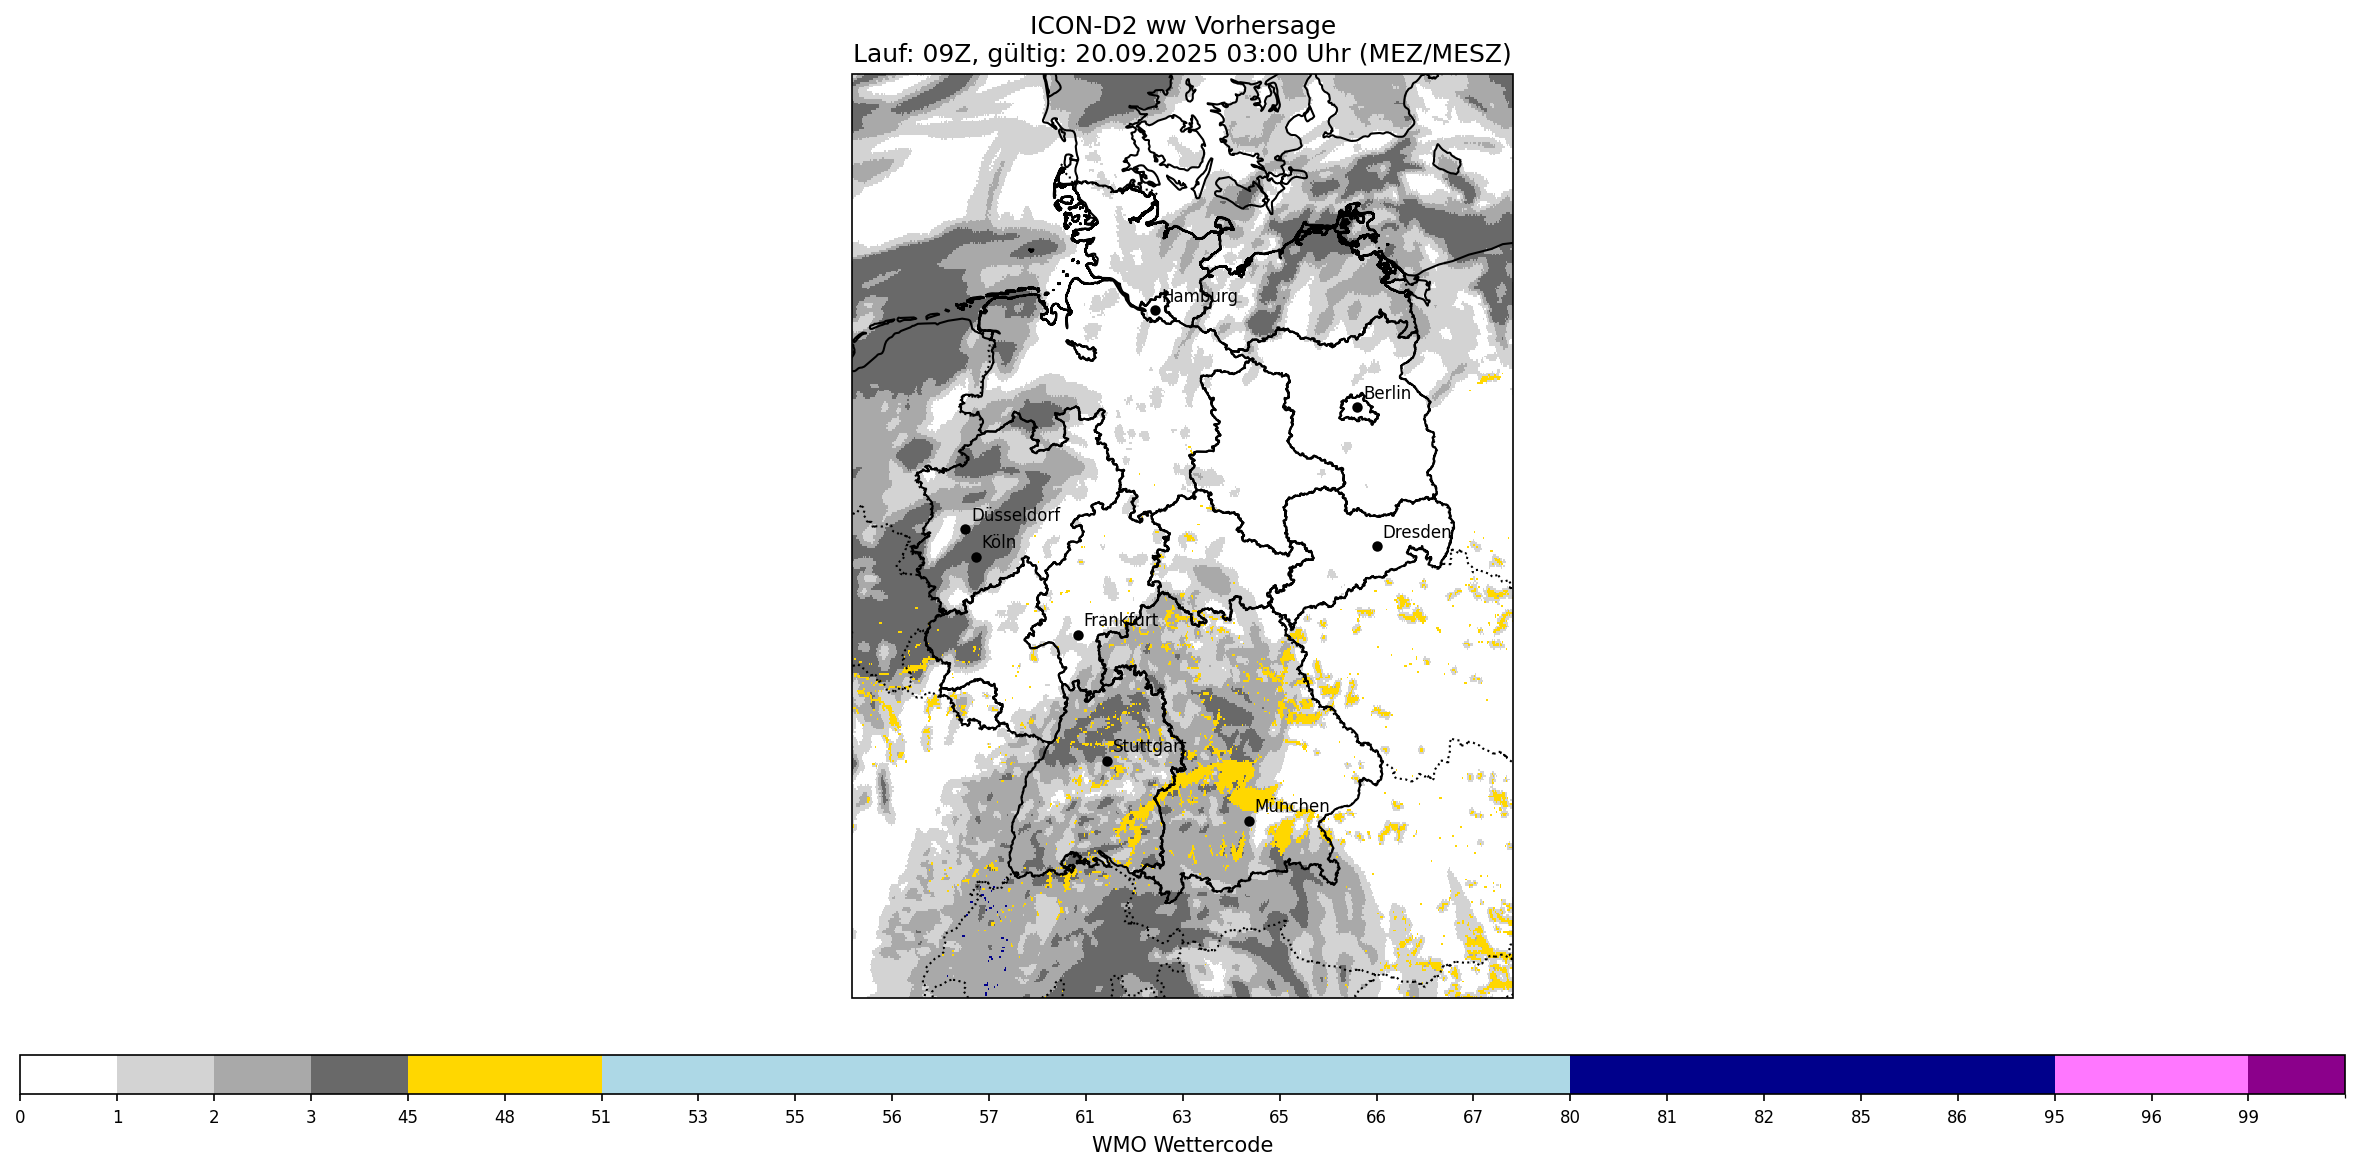 ICON-D2 ww Vorhersage
Lauf: 09Z, gültig: 20.09.2025 03:00 Uhr (MEZ/MESZ)
Hamburg
Berlin
Düsseldorf
Dresden
Köln
Frankfurt
Stuttgart
München
0 1 2 3 45 48 51 53 55 56 57 61 63 65 66 67 80 81 82 85 86 95 96 99
WMO Wettercode